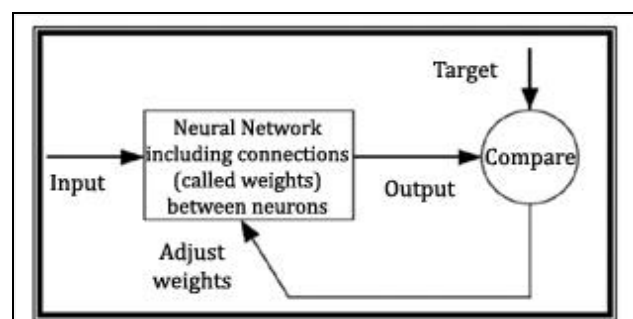 Target
Neural Network
including connections
(called weights)
between neurons
Compare
Input
Output
Adjust
weights